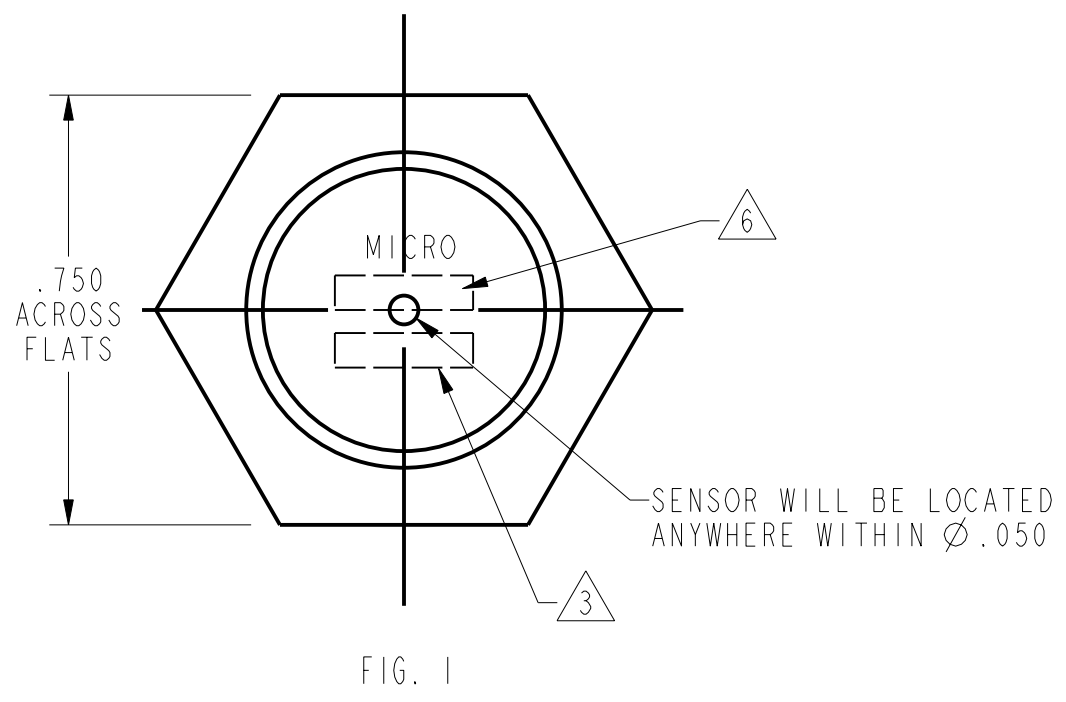 MICRO
6
.750
ACROSS
FLATS
SENSOR WILL BE LOCATED
ANYWHERE WITHIN Ø.050
3
FIG. 1